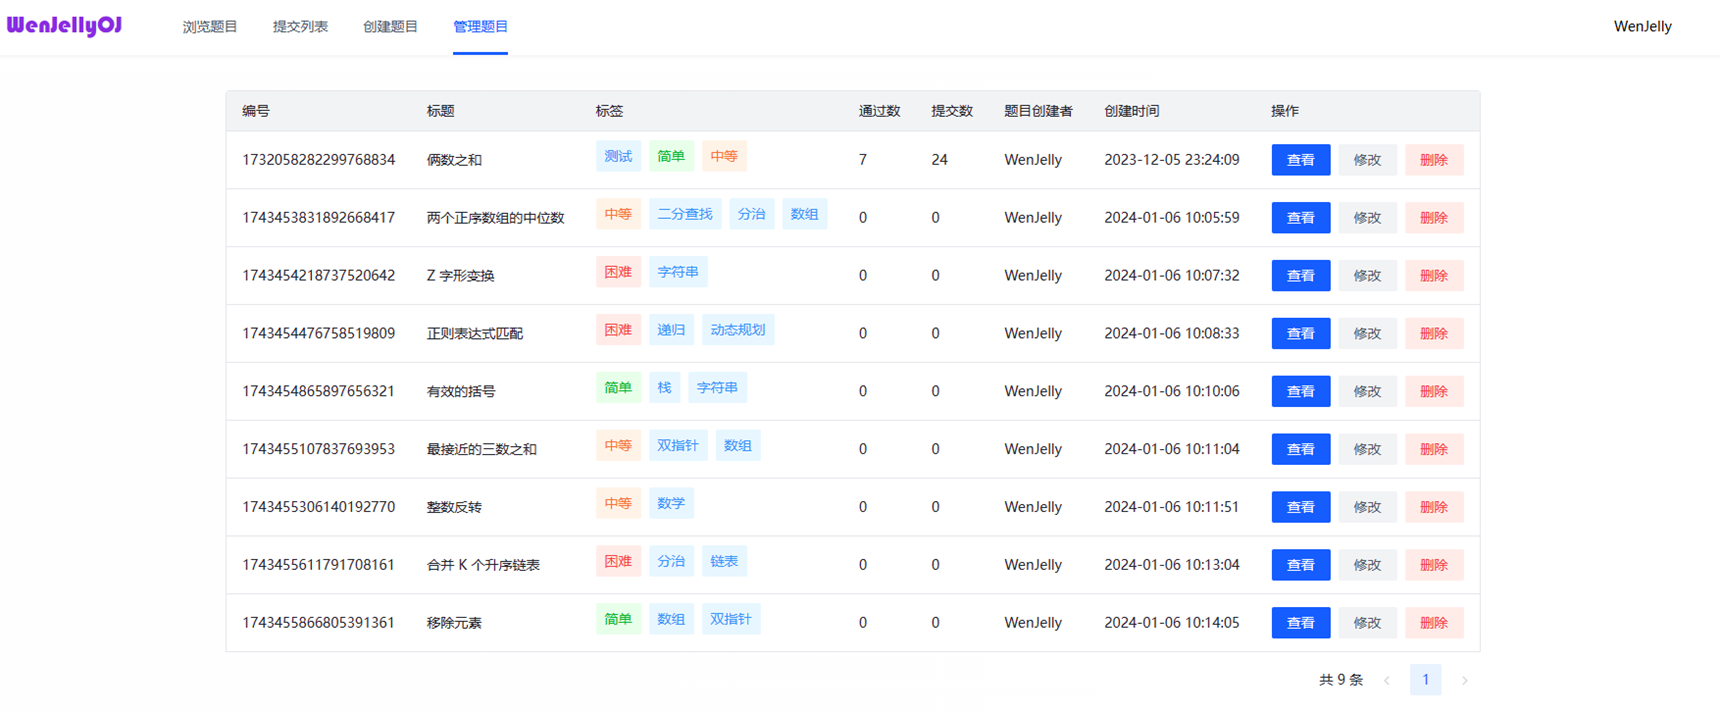 WenJellyOJ 浏览题目 提交列表 创建题目 管理题目 WenJelly
编号 标题 标签 通过数 提交数 题目创建者 创建时间 操作
1732058282299768834 俩数之和 测试 简单 中等 7 24 WenJelly 2023-12-05 23:24:09 查看 修改 删除
1743453831892668417 两个正序数组的中位数 中等 二分查找 分治 数组 0 0 WenJelly 2024-01-06 10:05:59 查看 修改 删除
1743454218737520642 Z 字形变换 困难 字符串 0 0 WenJelly 2024-01-06 10:07:32 查看 修改 删除
1743454476758519809 正则表达式匹配 困难 递归 动态规划 0 0 WenJelly 2024-01-06 10:08:33 查看 修改 删除
1743454865897656321 有效的括号 简单 栈 字符串 0 0 WenJelly 2024-01-06 10:10:06 查看 修改 删除
1743455107837693953 最接近的三数之和 中等 双指针 数组 0 0 WenJelly 2024-01-06 10:11:04 查看 修改 删除
1743455306140192770 整数反转 中等 数学 0 0 WenJelly 2024-01-06 10:11:51 查看 修改 删除
1743455611791708161 合并 K 个升序链表 困难 分治 链表 0 0 WenJelly 2024-01-06 10:13:04 查看 修改 删除
1743455866805391361 移除元素 简单 数组 双指针 0 0 WenJelly 2024-01-06 10:14:05 查看 修改 删除
共 9 条 1